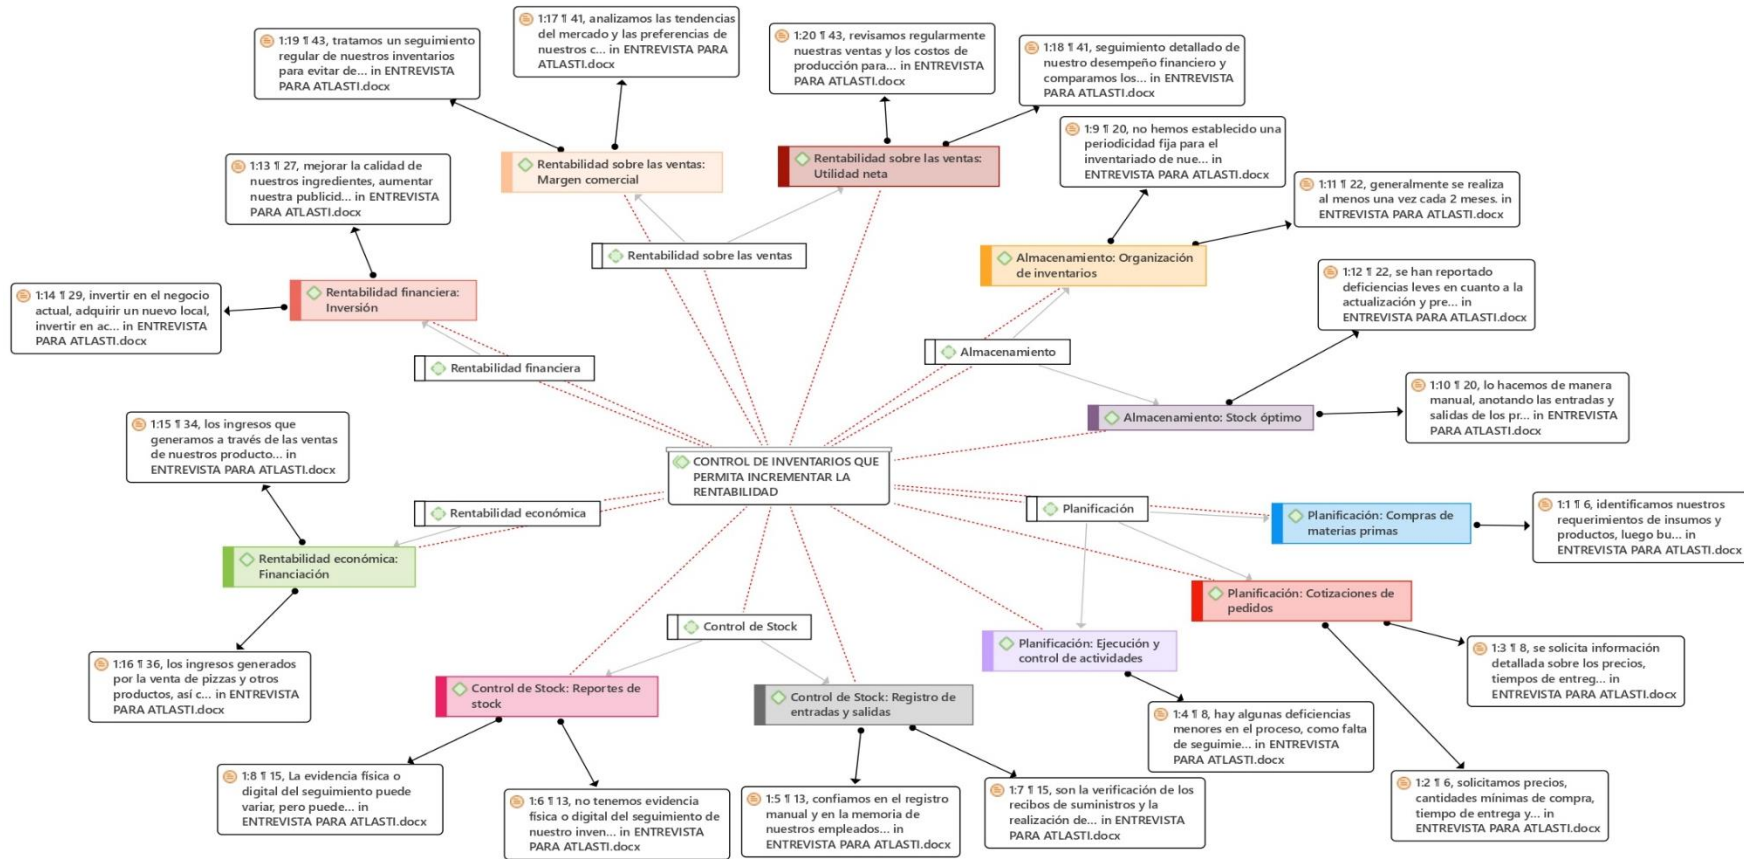 1:19 ¶ 43, tratamos un seguimiento
regular de nuestros inventarios
para evitar de... in ENTREVISTA
PARA ATLASTI.docx
1:17 ¶ 41, analizamos las tendencias
del mercado y las preferencias de
nuestros c... in ENTREVISTA PARA
ATLASTI.docx
1:20 ¶ 43, revisamos regularmente
nuestras ventas y los costos de
producción para... in ENTREVISTA
PARA ATLASTI.docx
1:18 ¶ 41, seguimiento detallado de
nuestro desempeño financiero y
comparamos los... in ENTREVISTA
PARA ATLASTI.docx
1:9 ¶ 20, no hemos establecido una
periodicidad fija para el
inventariado de nue... in
ENTREVISTA PARA ATLASTI.docx
1:13 ¶ 27, mejorar la calidad de
nuestros ingredientes, aumentar
nuestra publicid... in ENTREVISTA
PARA ATLASTI.docx
Rentabilidad sobre las ventas:
Margen comercial
Rentabilidad sobre las ventas:
Utilidad neta
1:11 ¶ 22, generalmente se realiza
al menos una vez cada 2 meses. in
ENTREVISTA PARA ATLASTI.docx
Rentabilidad sobre las ventas
Almacenamiento: Organización
de inventarios
1:12 ¶ 22, se han reportado
deficiencias leves en cuanto a la
actualización y pre... in
ENTREVISTA PARA ATLASTI.docx
1:14 ¶ 29, invertir en el negocio
actual, adquirir un nuevo local,
invertir en ac... in ENTREVISTA
PARA ATLASTI.docx
Rentabilidad financiera:
Inversión
Rentabilidad financiera
Almacenamiento
1:10 ¶ 20, lo hacemos de manera
manual, anotando las entradas y
salidas de los pr... in ENTREVISTA
PARA ATLASTI.docx
Almacenamiento: Stock óptimo
1:15 ¶ 34, los ingresos que
generamos a través de las ventas
de nuestros producto... in
ENTREVISTA PARA ATLASTI.docx
CONTROL DE INVENTARIOS QUE
PERMITA INCREMENTAR LA
RENTABILIDAD
Rentabilidad económica
Planificación
Planificación: Compras de
materias primas
1:1 ¶ 6, identificamos nuestros
requerimientos de insumos y
productos, luego bu... in
ENTREVISTA PARA ATLASTI.docx
Rentabilidad económica:
Financiación
Planificación: Cotizaciones de
pedidos
Control de Stock
Planificación: Ejecución y
control de actividades
1:3 ¶ 8, se solicita información
detallada sobre los precios,
tiempos de entreg... in
ENTREVISTA PARA ATLASTI.docx
1:16 ¶ 36, los ingresos generados
por la venta de pizzas y otros
productos, así c... in ENTREVISTA
PARA ATLASTI.docx
Control de Stock: Reportes de
stock
Control de Stock: Registro de
entradas y salidas
1:4 ¶ 8, hay algunas deficiencias
menores en el proceso, como falta
de seguimie... in ENTREVISTA
PARA ATLASTI.docx
1:8 ¶ 15, La evidencia física o
digital del seguimiento puede
variar, pero puede... in
ENTREVISTA PARA ATLASTI.docx
1:6 ¶ 13, no tenemos evidencia
física o digital del seguimiento de
nuestro inven... in ENTREVISTA
PARA ATLASTI.docx
1:5 ¶ 13, confiamos en el registro
manual y en la memoria de
nuestros empleados... in
ENTREVISTA PARA ATLASTI.docx
1:7 ¶ 15, son la verificación de los
recibos de suministros y la
realización de... in ENTREVISTA
PARA ATLASTI.docx
1:2 ¶ 6, solicitamos precios,
cantidades mínimas de compra,
tiempo de entrega y... in
ENTREVISTA PARA ATLASTI.docx